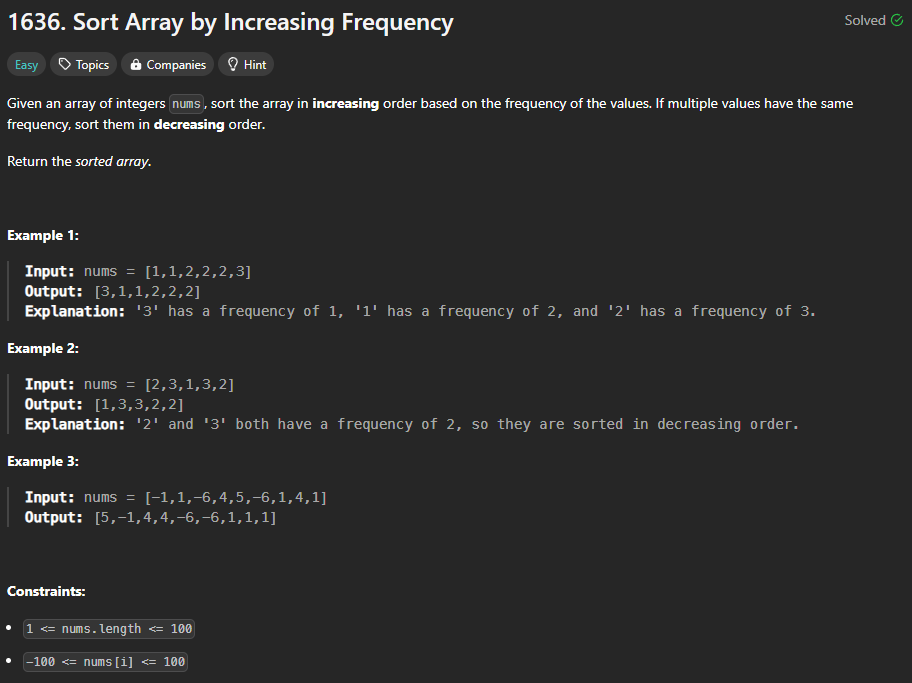 1636. Sort Array by Increasing Frequency
Solved
Easy Topics Companies Hint
Given an array of integers nums, sort the array in increasing order based on the frequency of the values. If multiple values have the same
frequency, sort them in decreasing order.
Return the sorted array.
Example 1:
Input: nums = [1,1,2,2,2,3]
Output: [3,1,1,2,2,2]
Explanation: '3' has a frequency of 1, '1' has a frequency of 2, and '2' has a frequency of 3.
Example 2:
Input: nums = [2,3,1,3,2]
Output: [1,3,3,2,2]
Explanation: '2' and '3' both have a frequency of 2, so they are sorted in decreasing order.
Example 3:
Input: nums = [-1,1,-6,4,5,-6,1,4,1]
Output: [5,-1,4,4,-6,-6,1,1,1]
Constraints:
• 1 <= nums.length <= 100
• -100 <= nums[i] <= 100